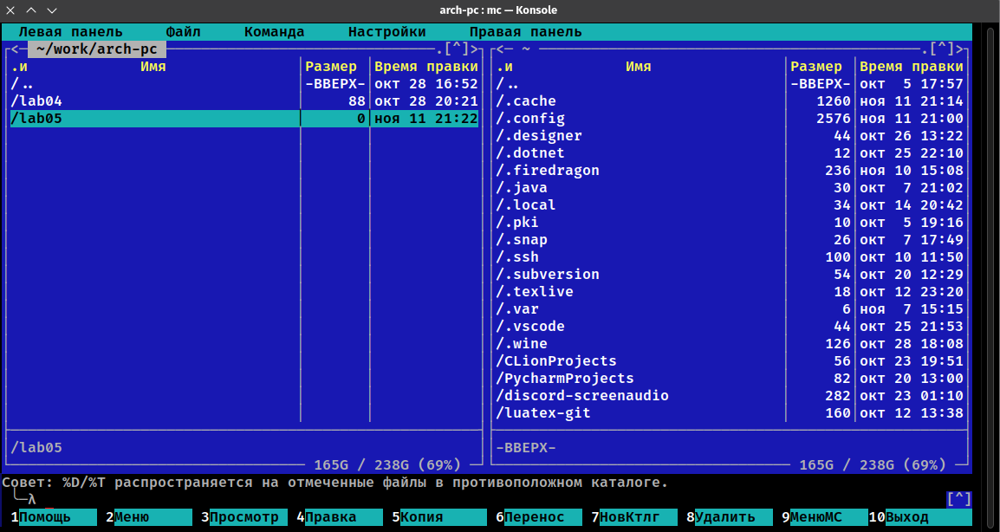 arch-pc : mc — Konsole
Левая панель Файл Команда Настройки Правая панель
<─ ~/work/arch-pc .[^]> <─ ~ .[^]>
.и Имя Размер Время правки .и Имя Размер Время правки
/.. -ВВЕРХ- окт 28 16:52 /.. -ВВЕРХ- окт 5 17:57
/lab04 88 окт 28 20:21 /.cache 1260 ноя 11 21:14
/lab05 0 ноя 11 21:22 /.config 2576 ноя 11 21:00
/.designer 44 окт 26 13:22
/.dotnet 12 окт 25 22:10
/.firedragon 236 ноя 10 15:08
/.java 30 окт 7 21:02
/.local 34 окт 14 20:42
/.pki 10 окт 5 19:16
/.snap 26 окт 7 17:49
/.ssh 100 окт 10 11:50
/.subversion 54 окт 20 12:29
/.texlive 18 окт 12 23:20
/.var 6 ноя 7 15:15
/.vscode 44 окт 25 21:53
/.wine 126 окт 28 18:08
/CLionProjects 56 окт 23 19:51
/PycharmProjects 82 окт 20 13:00
/discord-screenaudio 282 окт 23 01:10
/luatex-git 160 окт 12 13:38
/lab05 -ВВЕРХ-
165G / 238G (69%) 165G / 238G (69%)
Совет: %D/%T распространяется на отмеченные файлы в противоположном каталоге.
╰─λ [^]
1Помощь 2Меню 3Просмотр 4Правка 5Копия 6Перенос 7НовКтлг 8Удалить 9МенюМС 10Выход